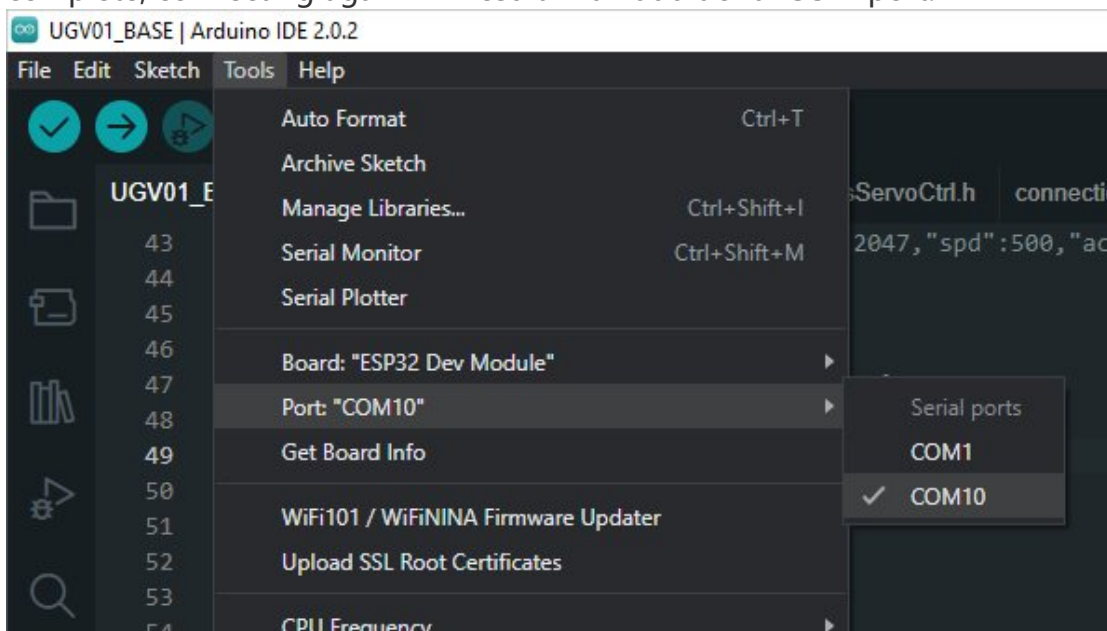 UGV01_BASE | Arduino IDE 2.0.2
File Edit Sketch Tools Help
Auto Format Ctrl+T
Archive Sketch
UGV01_B sServoCtrl.h connecti
Manage Libraries... Ctrl+Shift+I
43 2047,"spd":500,"ac
Serial Monitor Ctrl+Shift+M
44
Serial Plotter
45
46
Board: "ESP32 Dev Module"
47
Port: "COM10" Serial ports
48
49 Get Board Info COM1
50 COM10
51 WiFi101 / WiFiNINA Firmware Updater
52 Upload SSL Root Certificates
53
54 CPU Frequency